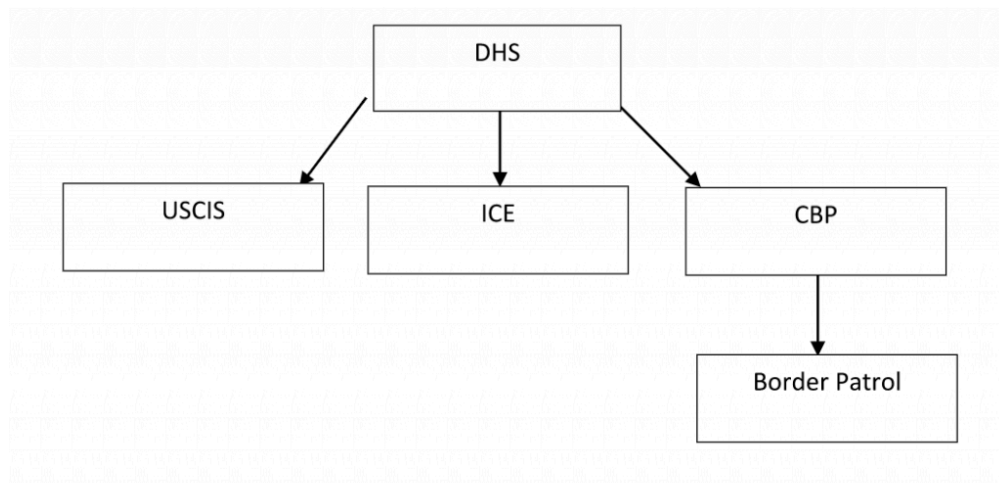 DHS
USCIS
ICE
CBP
Border Patrol